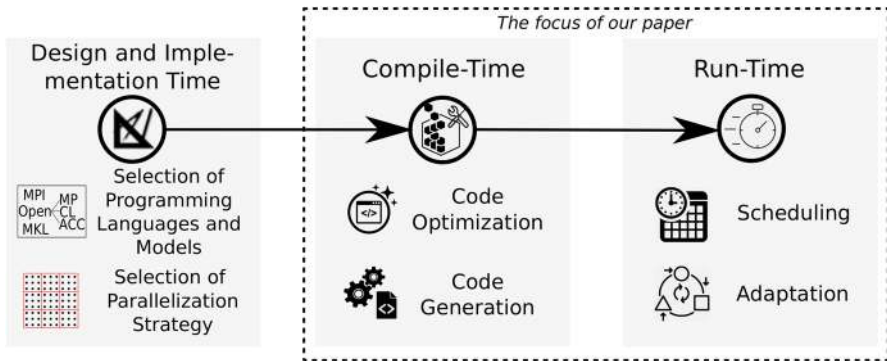 The focus of our paper
Design and Imple-
mentation Time
Compile-Time
Run-Time
MPI
Open
MKL
MP
CL
ACC
Selection of
Programming
Languages and
Models
Selection of
Parallelization
Strategy
</>
Code
Optimization
Code
Generation
Scheduling
Adaptation